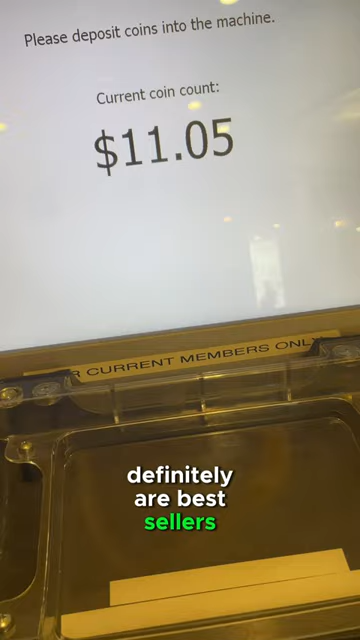 Please deposit coins into the machine.
Current coin count:
$11.05
R CURRENT MEMBERS ONL
definitely
are best
sellers